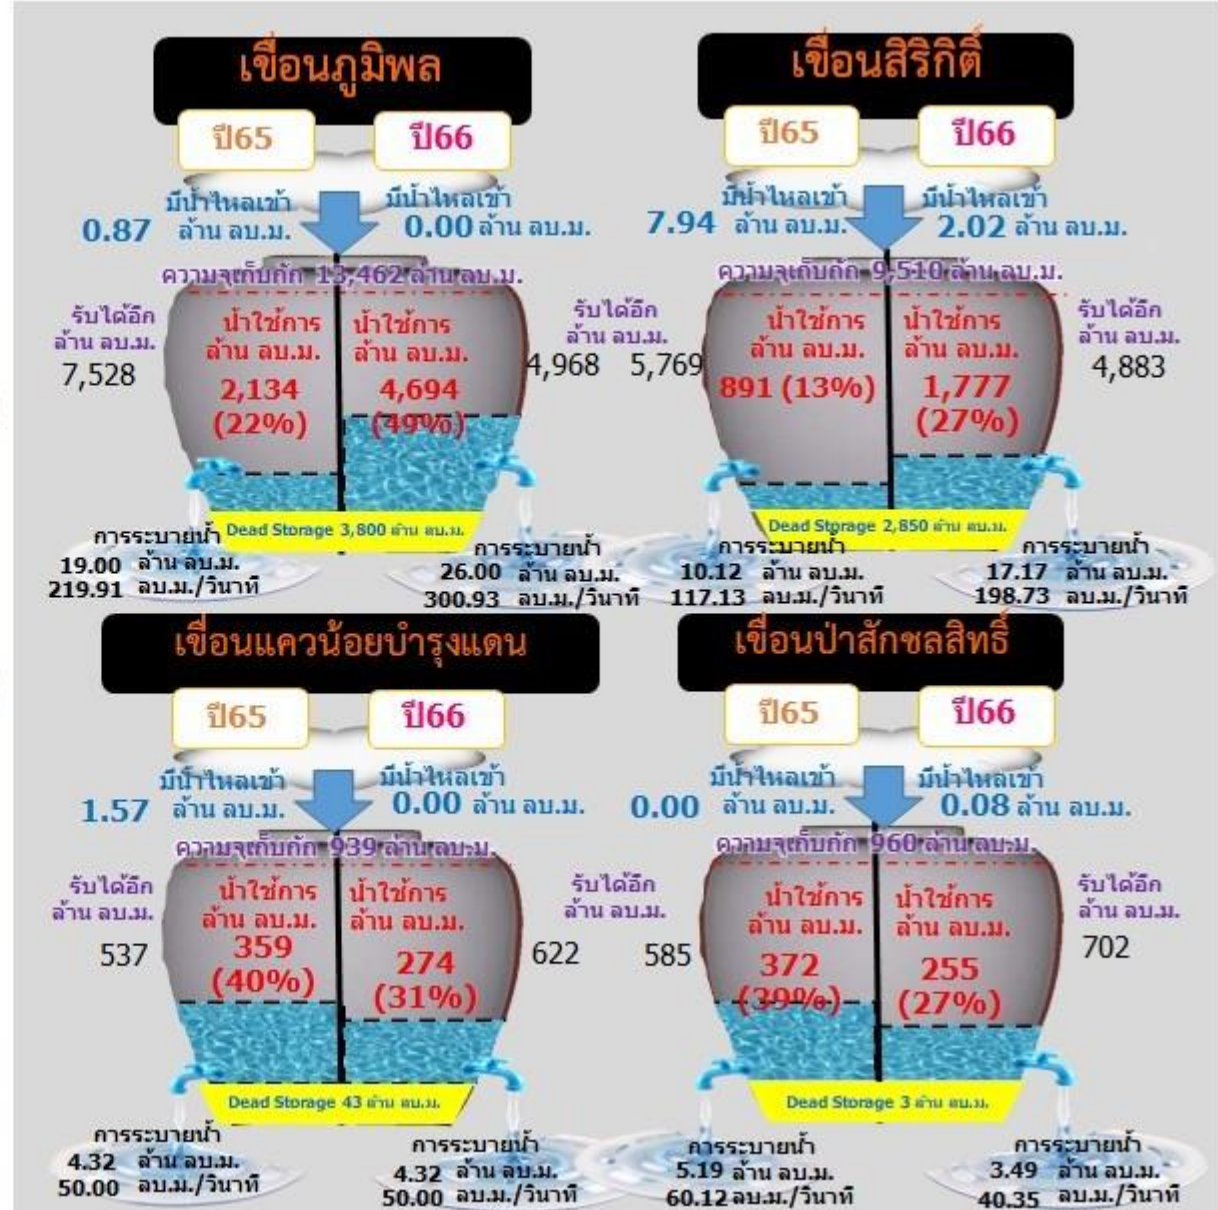 เขื่อนภูมิพล
ปี65 ปี66
มีน้ำไหลเข้า มีน้ำไหลเข้า
0.87 ล้าน ลบ.ม. 0.00 ล้าน ลบ.ม.
ความจุเก็บกัก 13,462 ล้าน ลบ.ม.
รับได้อีก น้ำใช้การ น้ำใช้การ รับได้อีก
ล้าน ลบ.ม. ล้าน ลบ.ม. ล้าน ลบ.ม. ล้าน ลบ.ม.
7,528 2,134 4,694 4,968
(22%) (49%)
Dead Storage 3,800 ล้าน ลบ.ม.
การระบายน้ำ การระบายน้ำ
19.00 ล้าน ลบ.ม. 26.00 ล้าน ลบ.ม.
219.91 ลบ.ม./วินาที 300.93 ลบ.ม./วินาที
เขื่อนสิริกิติ์
ปี65 ปี66
มีน้ำไหลเข้า มีน้ำไหลเข้า
7.94 ล้าน ลบ.ม. 2.02 ล้าน ลบ.ม.
ความจุเก็บกัก 9,510 ล้าน ลบ.ม.
น้ำใช้การ น้ำใช้การ รับได้อีก
ล้าน ลบ.ม. ล้าน ลบ.ม. ล้าน ลบ.ม.
5,769 891 (13%) 1,777 4,883
(27%)
Dead Storage 2,850 ล้าน ลบ.ม.
การระบายน้ำ การระบายน้ำ
10.12 ล้าน ลบ.ม. 17.17 ล้าน ลบ.ม.
117.13 ลบ.ม./วินาที 198.73 ลบ.ม./วินาที
เขื่อนแควน้อยบำรุงแดน
ปี65 ปี66
มีน้ำไหลเข้า มีน้ำไหลเข้า
1.57 ล้าน ลบ.ม. 0.00 ล้าน ลบ.ม.
ความจุเก็บกัก 939 ล้าน ลบ.ม.
รับได้อีก น้ำใช้การ น้ำใช้การ รับได้อีก
ล้าน ลบ.ม. ล้าน ลบ.ม. ล้าน ลบ.ม. ล้าน ลบ.ม.
537 359 274 622
(40%) (31%)
Dead Storage 43 ล้าน ลบ.ม.
การระบายน้ำ การระบายน้ำ
4.32 ล้าน ลบ.ม. 4.32 ล้าน ลบ.ม.
50.00 ลบ.ม./วินาที 50.00 ลบ.ม./วินาที
เขื่อนป่าสักชลสิทธิ์
ปี65 ปี66
มีน้ำไหลเข้า มีน้ำไหลเข้า
0.00 ล้าน ลบ.ม. 0.08 ล้าน ลบ.ม.
ความจุเก็บกัก 960 ล้าน ลบ.ม.
น้ำใช้การ น้ำใช้การ รับได้อีก
ล้าน ลบ.ม. ล้าน ลบ.ม. ล้าน ลบ.ม.
585 372 255 702
(39%) (27%)
Dead Storage 3 ล้าน ลบ.ม.
การระบายน้ำ การระบายน้ำ
5.19 ล้าน ลบ.ม. 3.49 ล้าน ลบ.ม.
60.12 ลบ.ม./วินาที 40.35 ลบ.ม./วินาที